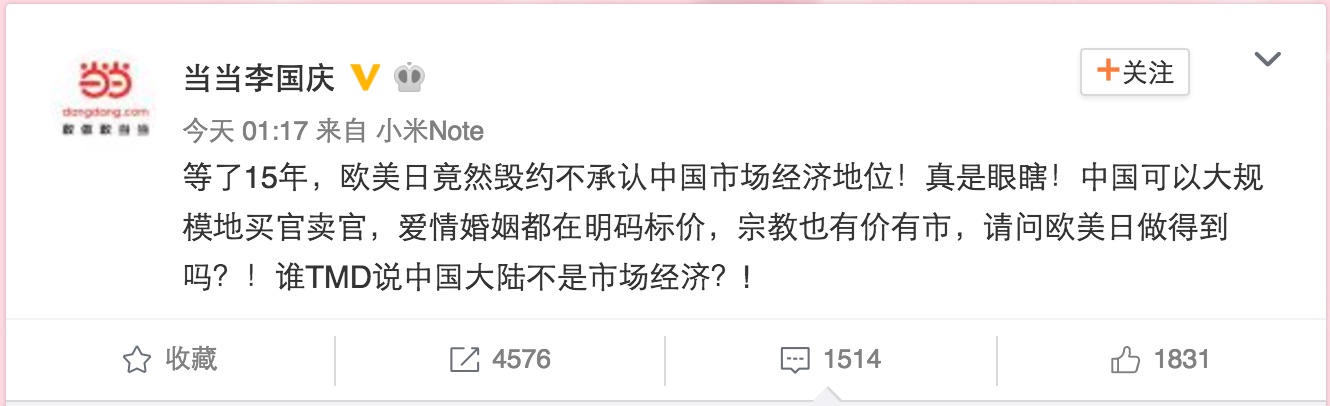 当当李国庆
+关注
dangdang.com
敢做敢当当
今天 01:17 来自 小米Note
等了15年，欧美日竟然毁约不承认中国市场经济地位！真是眼瞎！中国可以大规
模地买官卖官，爱情婚姻都在明码标价，宗教也有价有市，请问欧美日做得到
吗？！谁TMD说中国大陆不是市场经济？！
收藏
4576
1514
1831